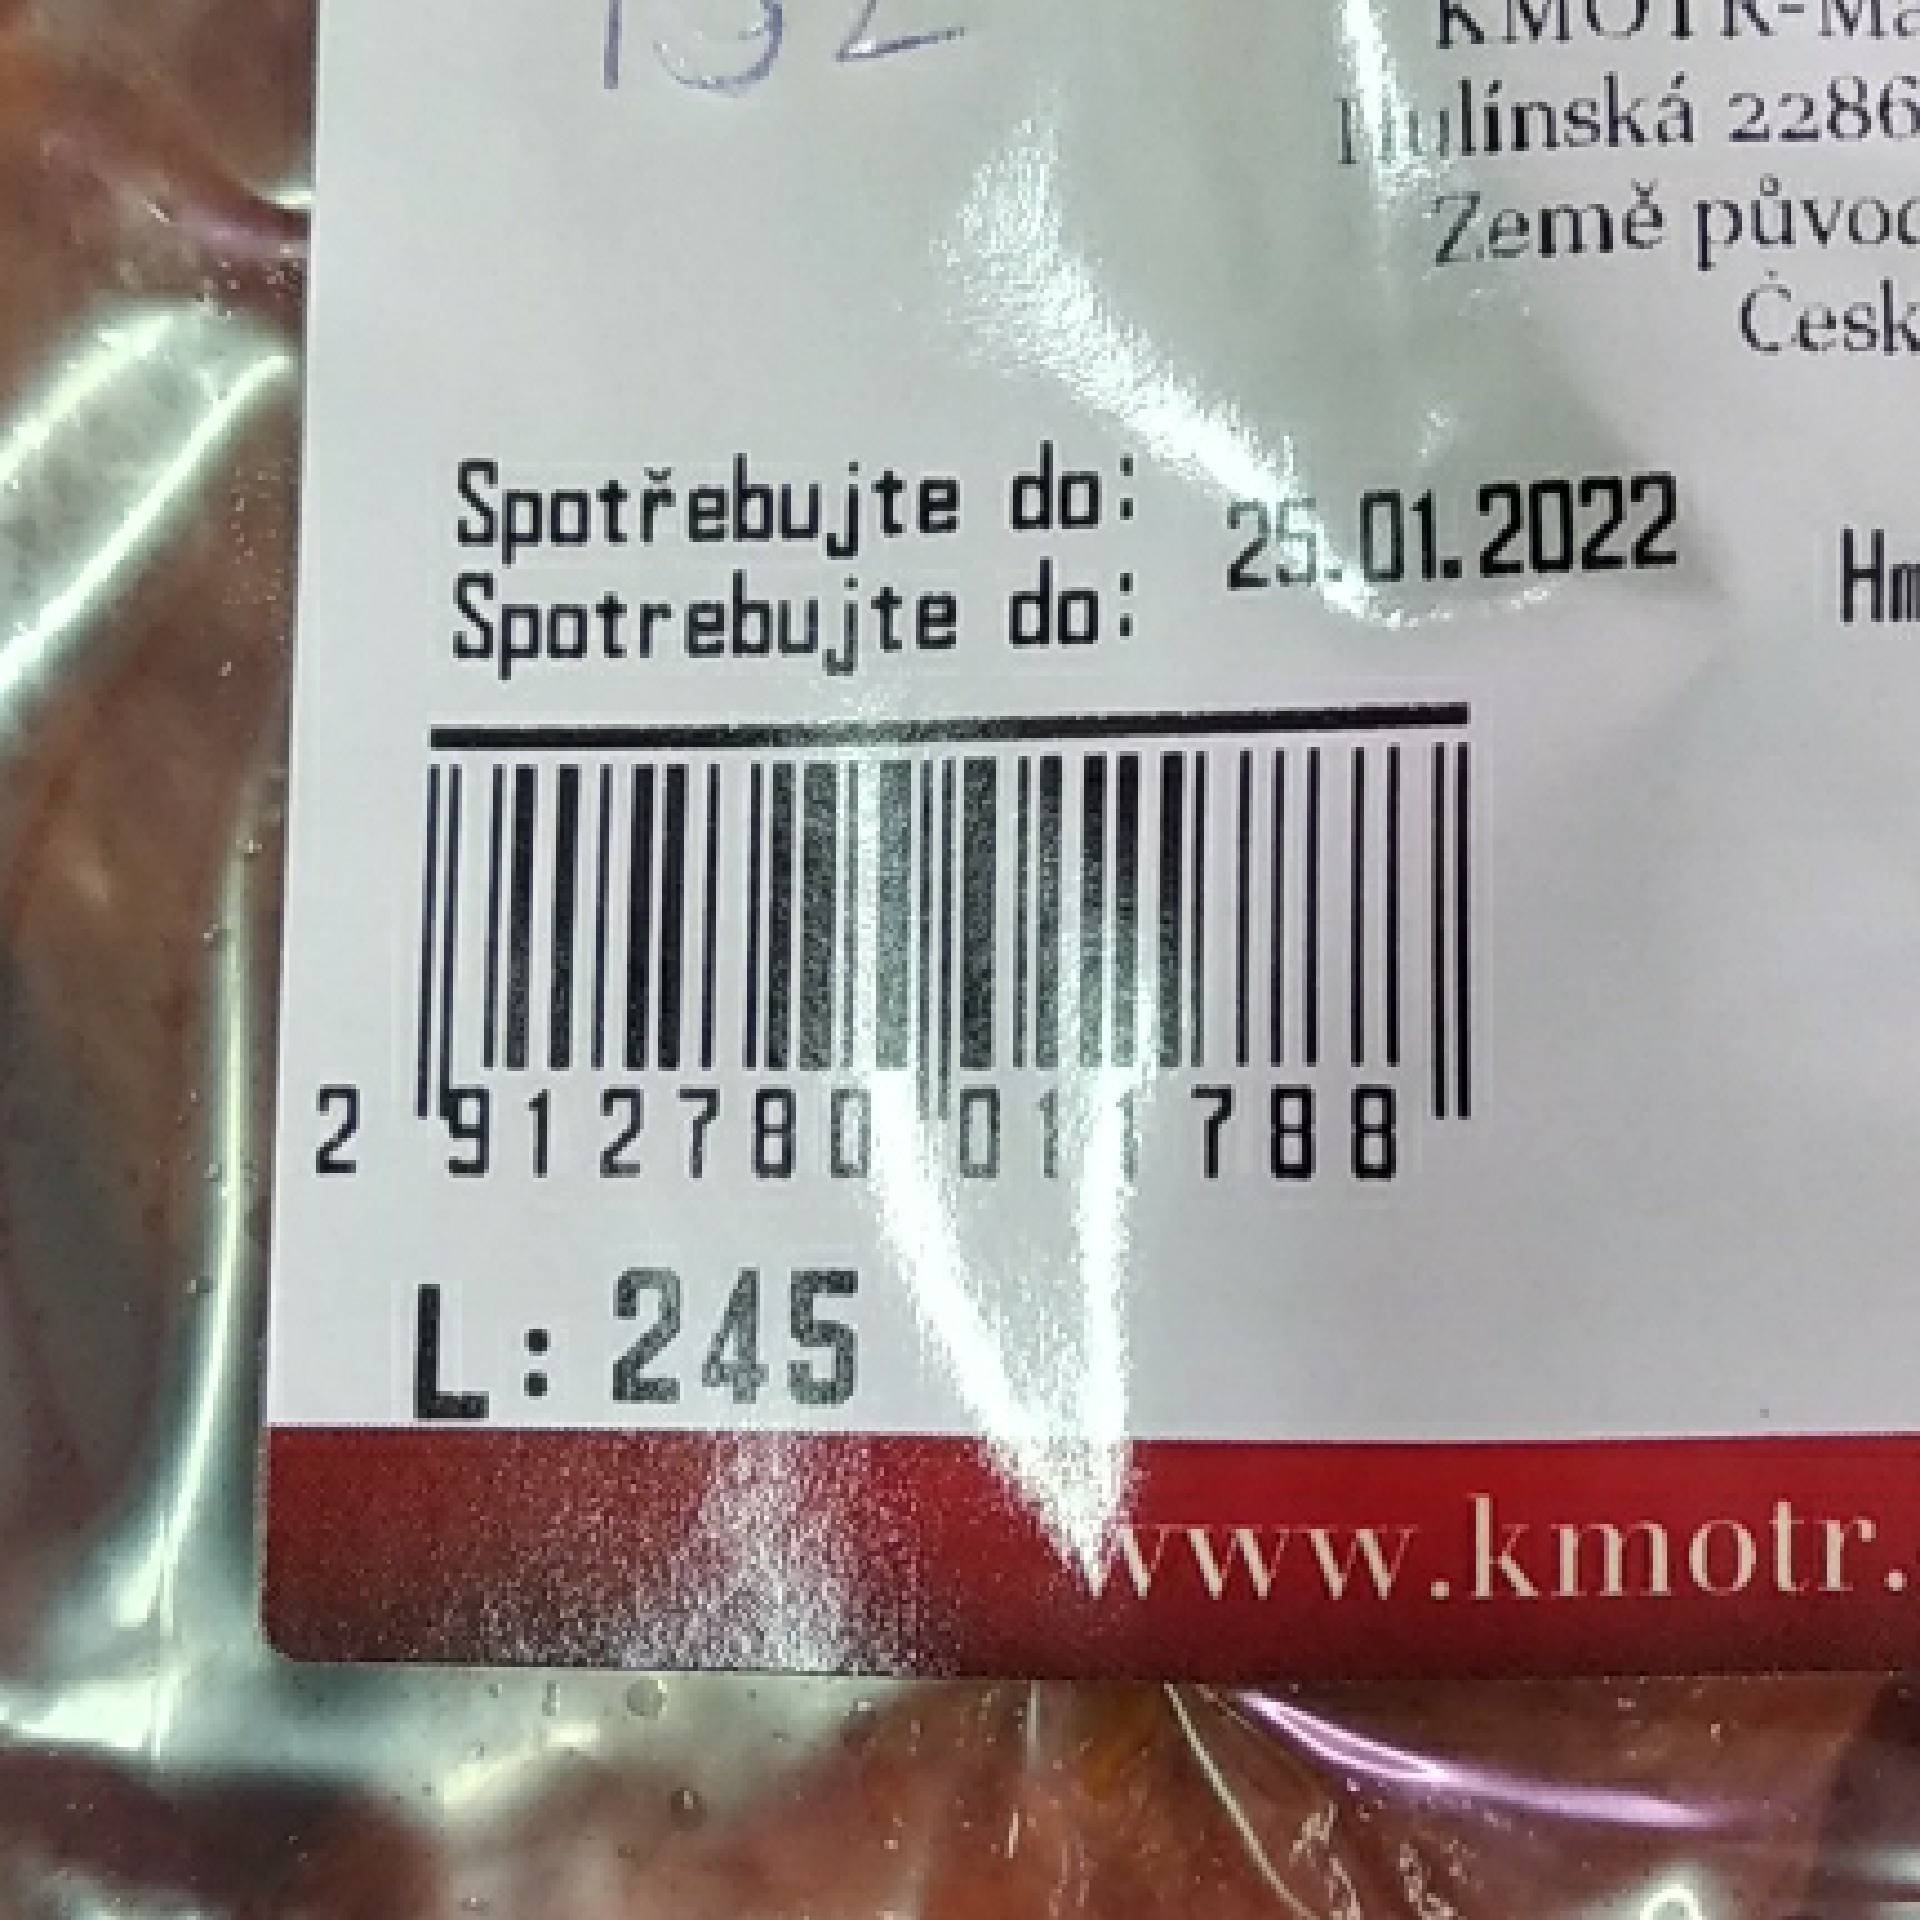 KMOTR-Ma
Hulínská 2286
Země původ
Česk
Spotřebujte do: 25.01.2022
Spotrebujte do:
Hm
2 912780 011788
L: 245
www.kmotr.